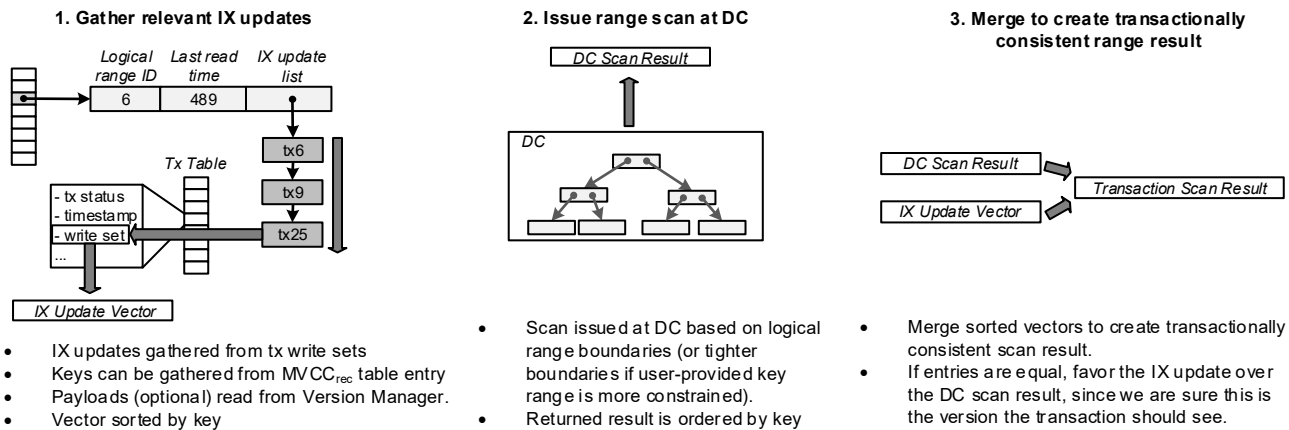 1. Gather relevant IX updates
Logical range ID
Last read time
IX update list
6
489
tx6
tx9
tx25
Tx Table
- tx status
- timestamp
- write set
...
IX Update Vector
• IX updates gathered from tx write sets
• Keys can be gathered from MVCCrec table entry
• Payloads (optional) read from Version Manager.
• Vector sorted by key
2. Issue range scan at DC
DC Scan Result
DC
• Scan issued at DC based on logical
range boundaries (or tighter
boundaries if user-provided key
range is more constrained).
• Returned result is ordered by key
3. Merge to create transactionally
consistent range result
DC Scan Result
IX Update Vector
Transaction Scan Result
• Merge sorted vectors to create transactionally
consistent scan result.
• If entries are equal, favor the IX update over
the DC scan result, since we are sure this is
the version the transaction should see.